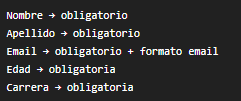 Nombre → obligatorio
Apellido → obligatorio
Email → obligatorio + formato email
Edad → obligatoria
Carrera → obligatoria